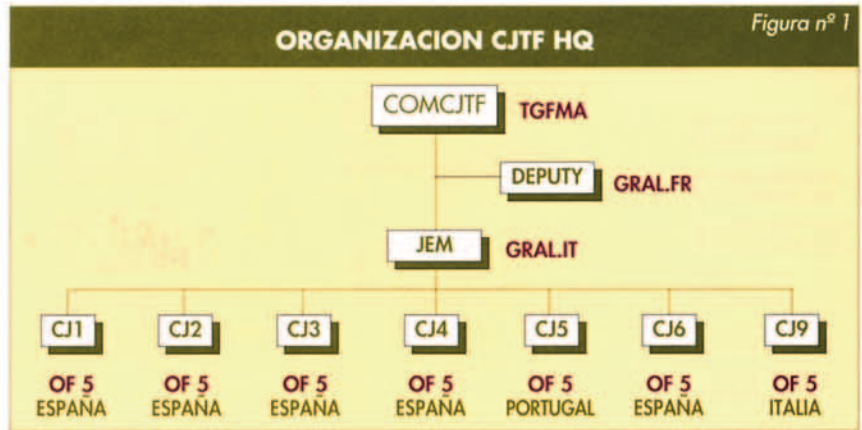 Figura nº 1
ORGANIZACION CJTF HQ
COMCJTF TGFMA
DEPUTY GRAL.FR
JEM GRAL.IT
CJ1 CJ2 CJ3 CJ4 CJ5 CJ6 CJ9
OF 5 OF 5 OF 5 OF 5 OF 5 OF 5 OF 5
ESPAÑA ESPAÑA ESPAÑA ESPAÑA PORTUGAL ESPAÑA ITALIA